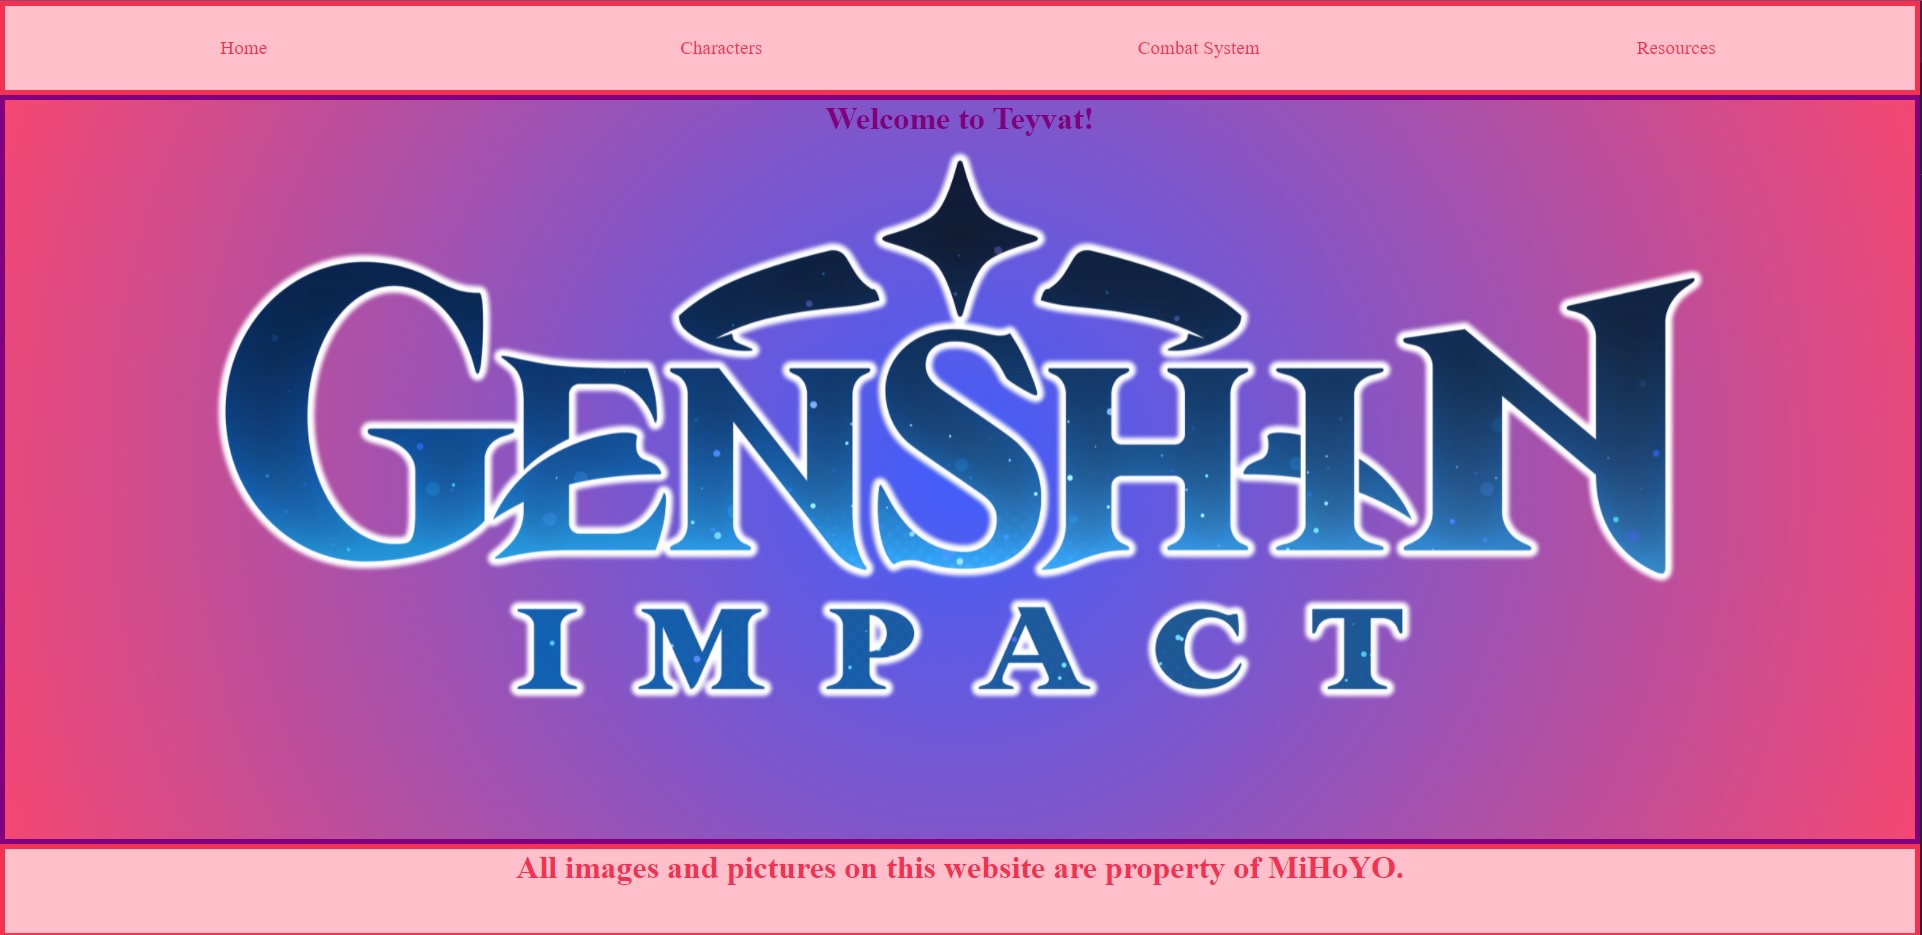 Home Characters Combat System Resources
Welcome to Teyvat!
GENSHIN
IMPACT
All images and pictures on this website are property of MiHoYO.